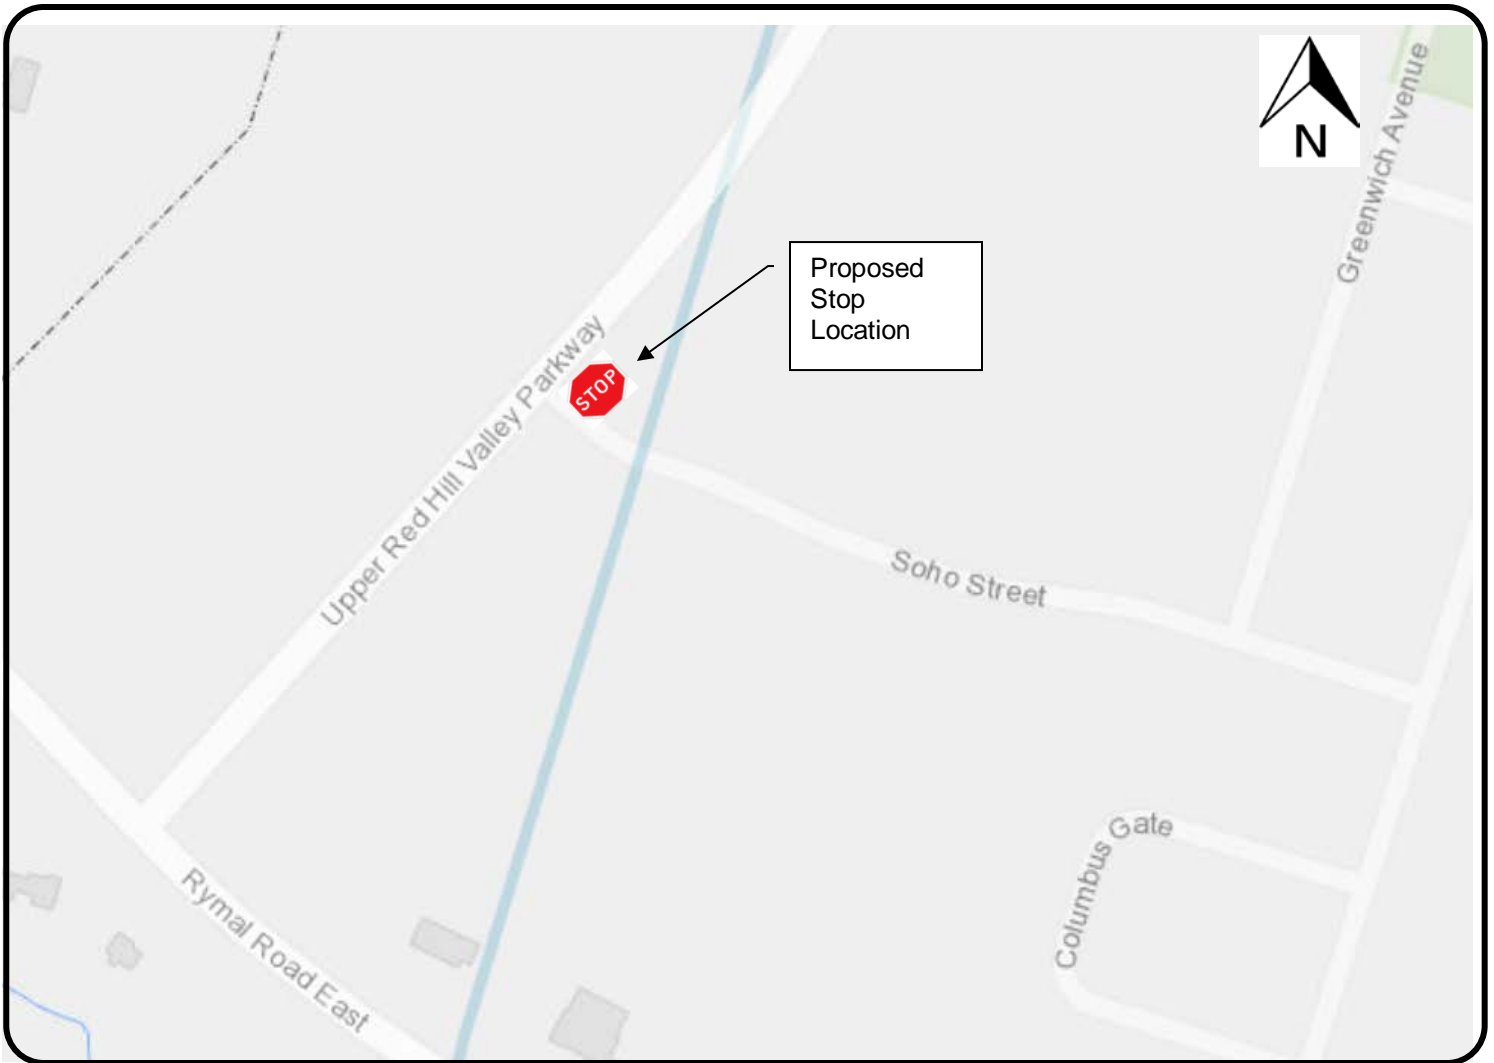 N
Greenwich Avenue
Proposed
Stop
Location
Upper Red Hill Valley Parkway
STOP
Soho Street
Columbus Gate
Rymal Road East